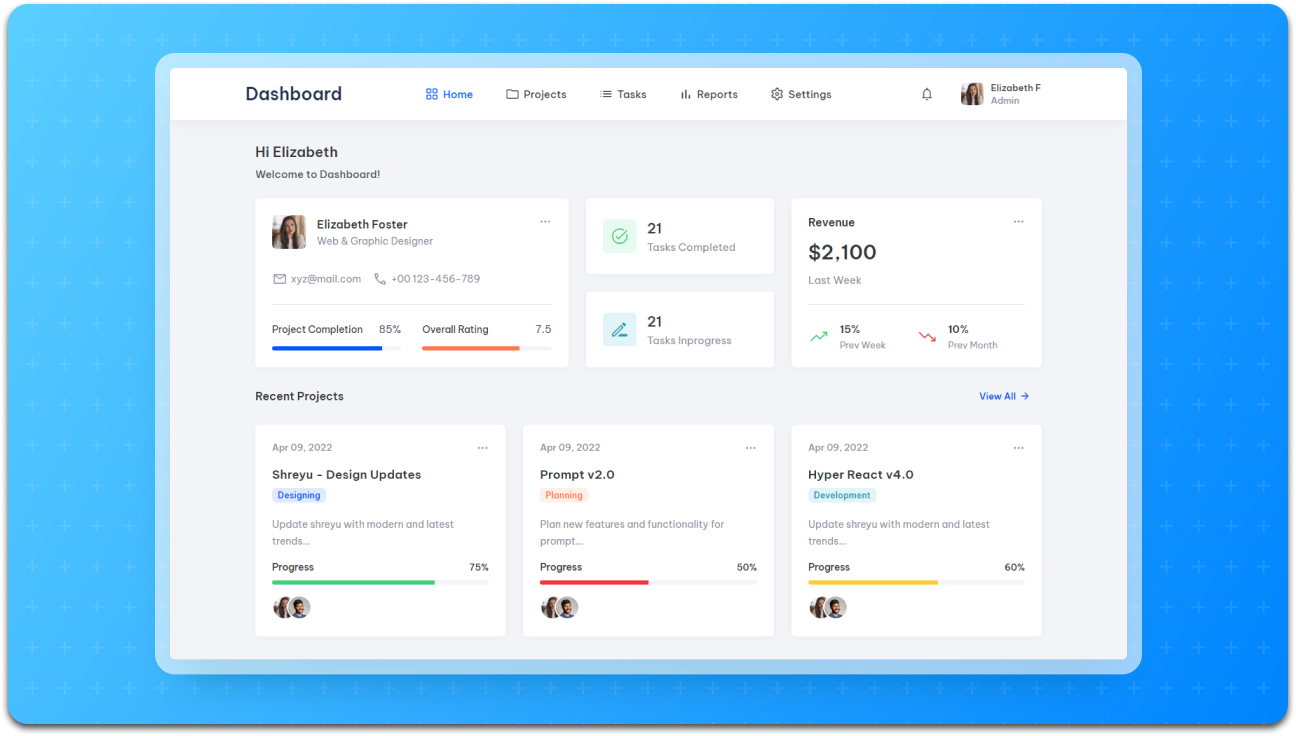 Dashboard
Home
Projects
Tasks
Reports
Settings
Elizabeth F
Admin
Hi Elizabeth
Welcome to Dashboard!
Elizabeth Foster
Web & Graphic Designer
xyz@mail.com
+00 123-456-789
Project Completion 85%
Overall Rating 7.5
21
Tasks Completed
21
Tasks Inprogress
Revenue
$2,100
Last Week
15%
Prev Week
10%
Prev Month
Recent Projects
View All
Apr 09, 2022
Shreyu - Design Updates
Designing
Update shreyu with modern and latest
trends...
Progress 75%
Apr 09, 2022
Prompt v2.0
Planning
Plan new features and functionality for
prompt...
Progress 50%
Apr 09, 2022
Hyper React v4.0
Development
Update shreyu with modern and latest
trends...
Progress 60%